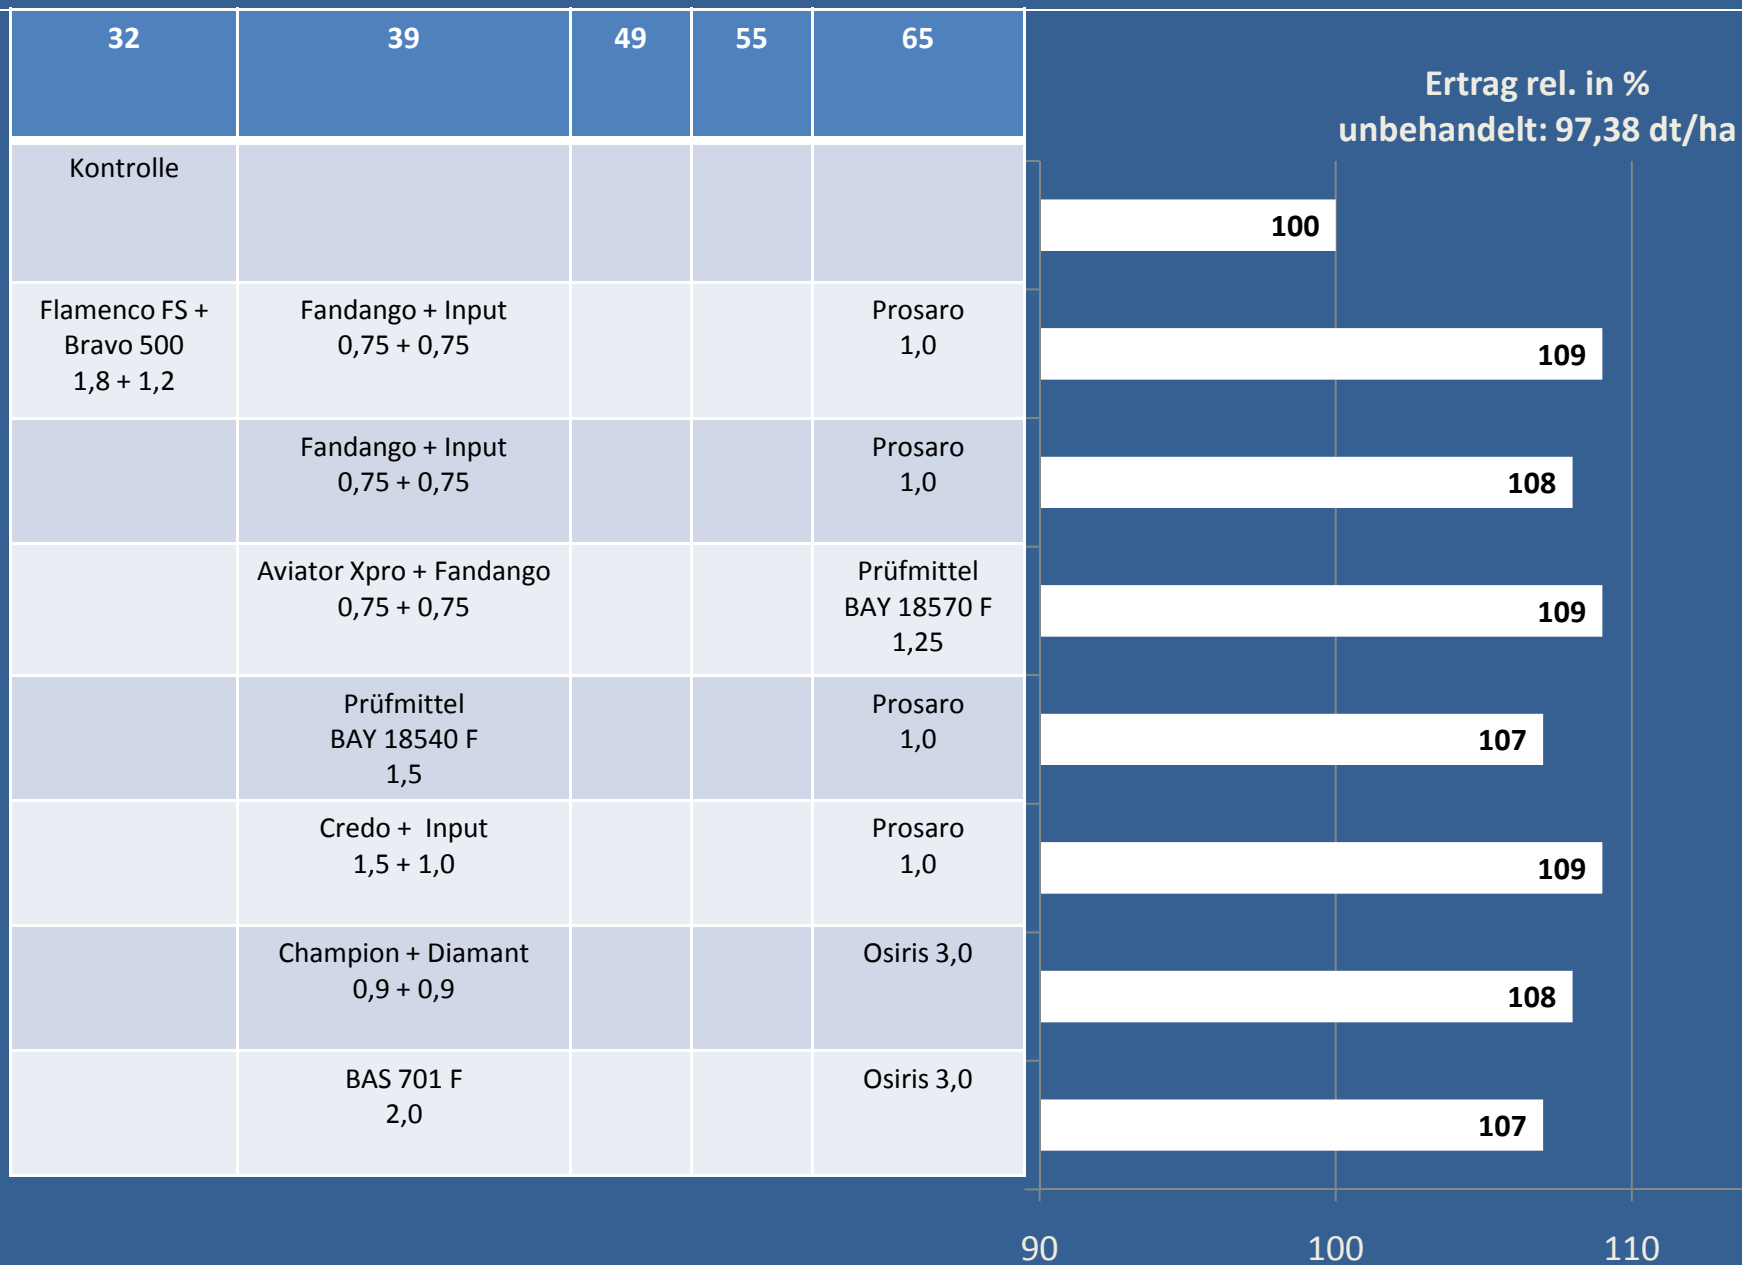 32 39 49 55 65
Ertrag rel. in %
unbehandelt: 97,38 dt/ha
Kontrolle
100
Flamenco FS +
Bravo 500
1,8 + 1,2
Fandango + Input
0,75 + 0,75
Prosaro
1,0
109
Fandango + Input
0,75 + 0,75
Prosaro
1,0
108
Aviator Xpro + Fandango
0,75 + 0,75
Prüfmittel
BAY 18570 F
1,25
109
Prüfmittel
BAY 18540 F
1,5
Prosaro
1,0
107
Credo + Input
1,5 + 1,0
Prosaro
1,0
109
Champion + Diamant
0,9 + 0,9
Osiris 3,0
108
BAS 701 F
2,0
Osiris 3,0
107
90 100 110